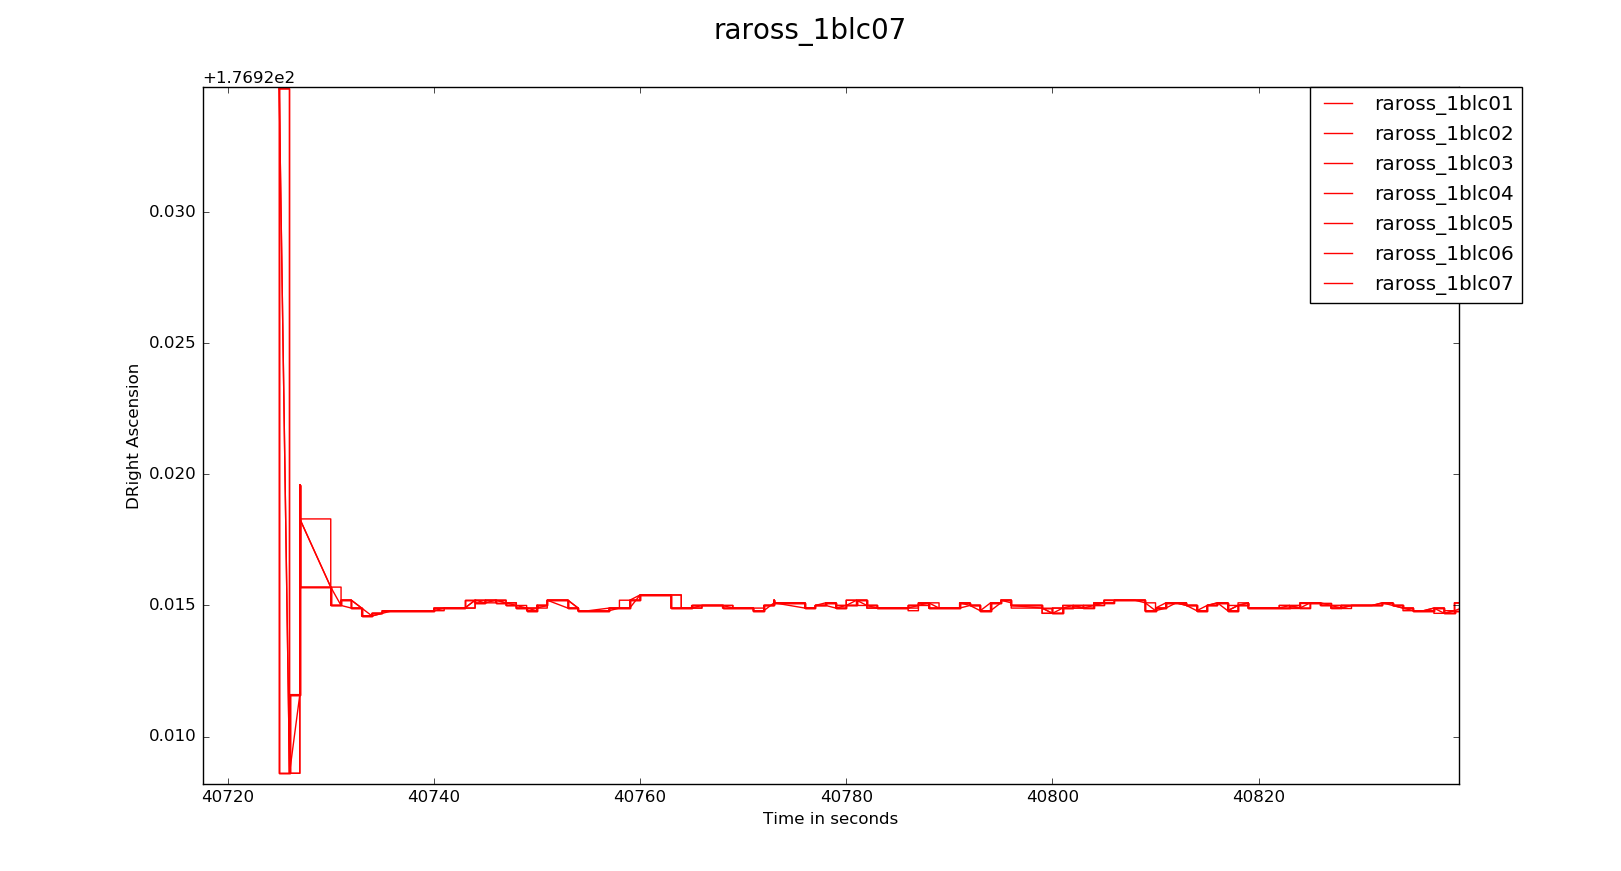 raross_1blc07
+1.7692e2
raross_1blc01
raross_1blc02
raross_1blc03
raross_1blc04
raross_1blc05
raross_1blc06
raross_1blc07
0.030
0.025
0.020
0.015
0.010
DRight Ascension
40720 40740 40760 40780 40800 40820
Time in seconds